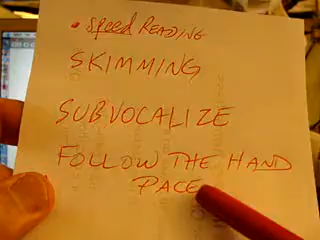 • SPEED READING
SKIMMING
SUBVOCALIZE
FOLLOW THE HAND
PACE